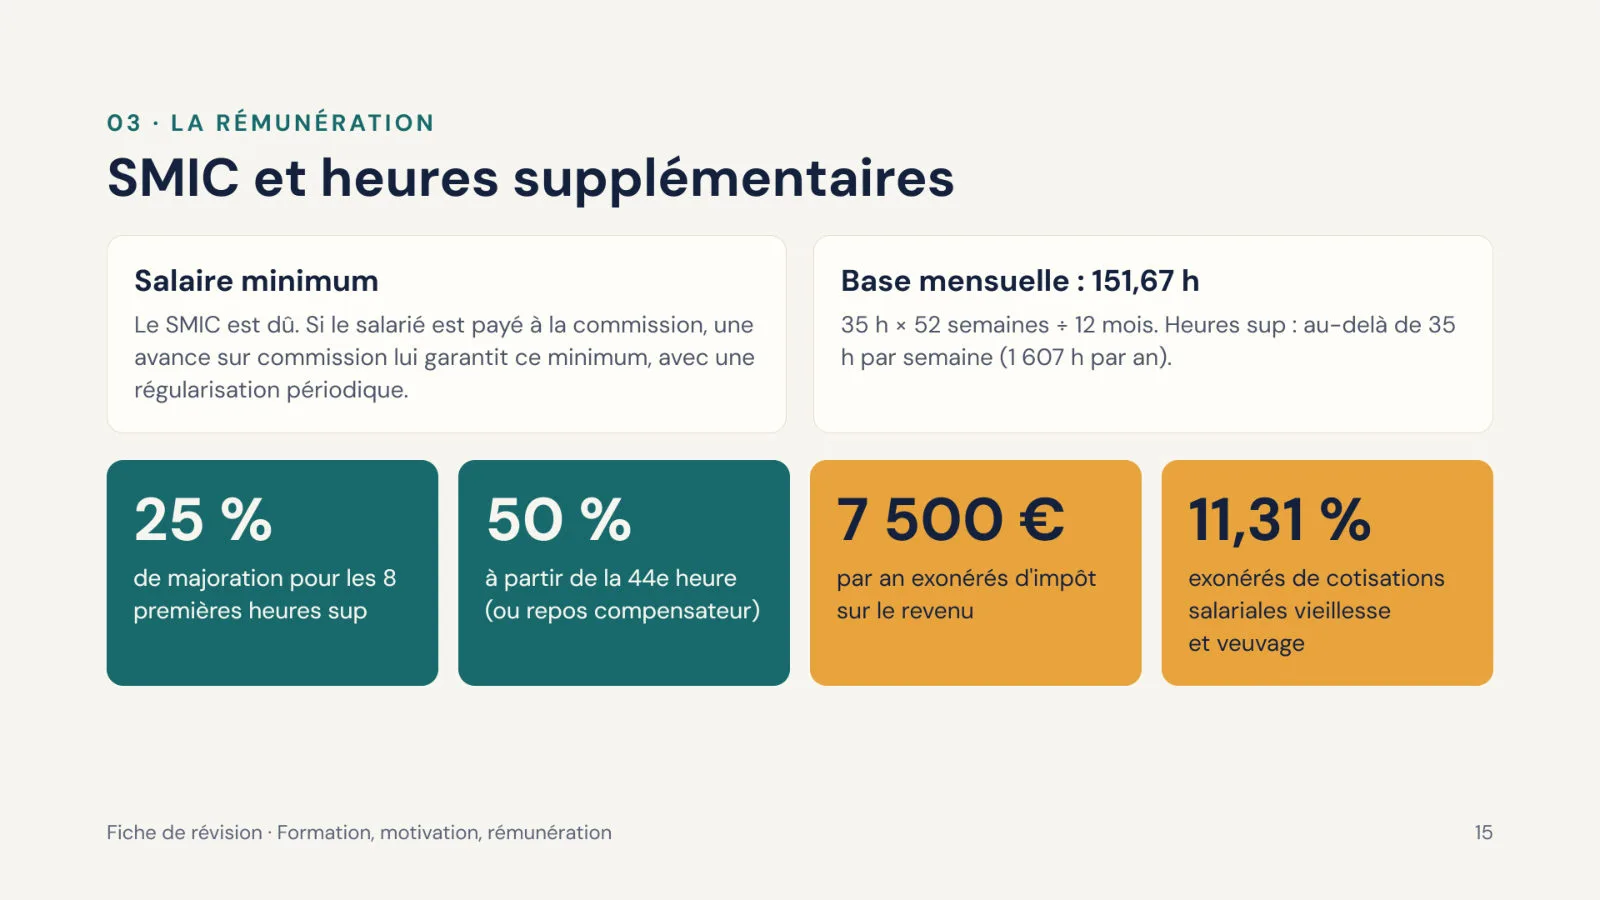 03 · LA RÉMUNÉRATION
SMIC et heures supplémentaires
Salaire minimum
Le SMIC est dû. Si le salarié est payé à la commission, une
avance sur commission lui garantit ce minimum, avec une
régularisation périodique.
Base mensuelle : 151,67 h
35 h × 52 semaines ÷ 12 mois. Heures sup : au-delà de 35
h par semaine (1 607 h par an).
25 %
de majoration pour les 8
premières heures sup
50 %
à partir de la 44e heure
(ou repos compensateur)
7 500 €
par an exonérés d'impôt
sur le revenu
11,31 %
exonérés de cotisations
salariales vieillesse
et veuvage
Fiche de révision · Formation, motivation, rémunération
15